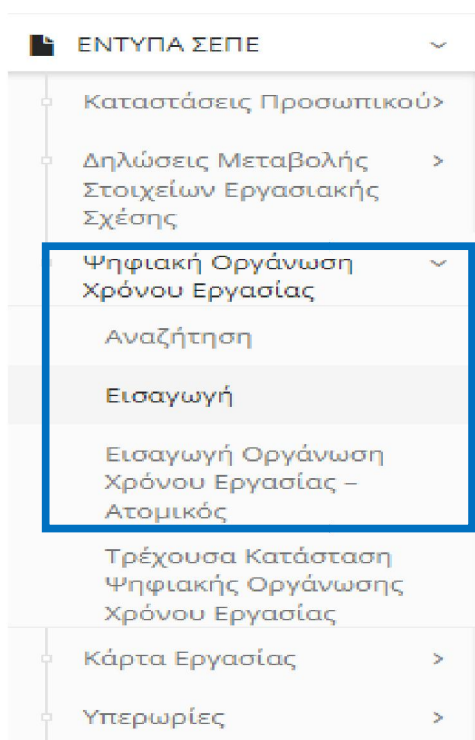 ΕΝΤΥΠΑ ΣΕΠΕ
Καταστάσεις Προσωπικού
Δηλώσεις Μεταβολής
Στοιχείων Εργασιακής
Σχέσης
Ψηφιακή Οργάνωση
Χρόνου Εργασίας
Αναζήτηση
Εισαγωγή
Εισαγωγή Οργάνωση
Χρόνου Εργασίας –
Ατομικός
Τρέχουσα Κατάσταση
Ψηφιακής Οργάνωσης
Χρόνου Εργασίας
Κάρτα Εργασίας
Υπερωρίες